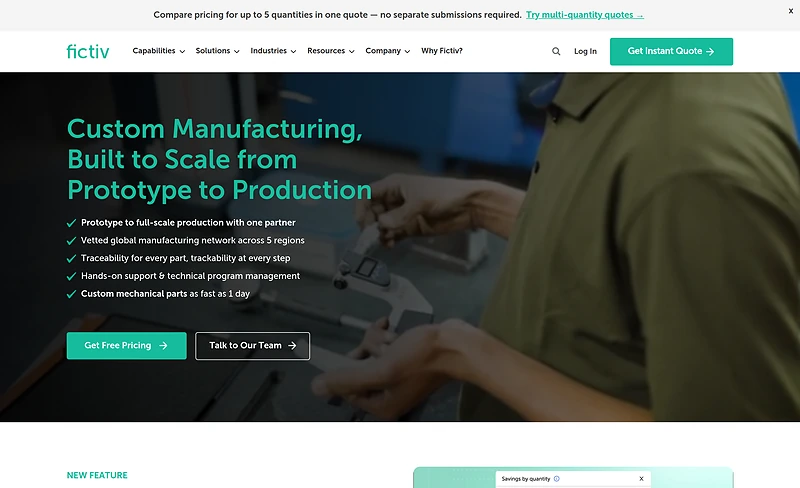 Compare pricing for up to 5 quantities in one quote — no separate submissions required. Try multi-quantity quotes →
x
fictiv Capabilities Solutions Industries Resources Company Why Fictiv? Log In Get Instant Quote →
Custom Manufacturing,
Built to Scale from
Prototype to Production
Prototype to full-scale production with one partner
Vetted global manufacturing network across 5 regions
Traceability for every part, trackability at every step
Hands-on support & technical program management
Custom mechanical parts as fast as 1 day
Get Free Pricing → Talk to Our Team →
NEW FEATURE
Savings by quantity X